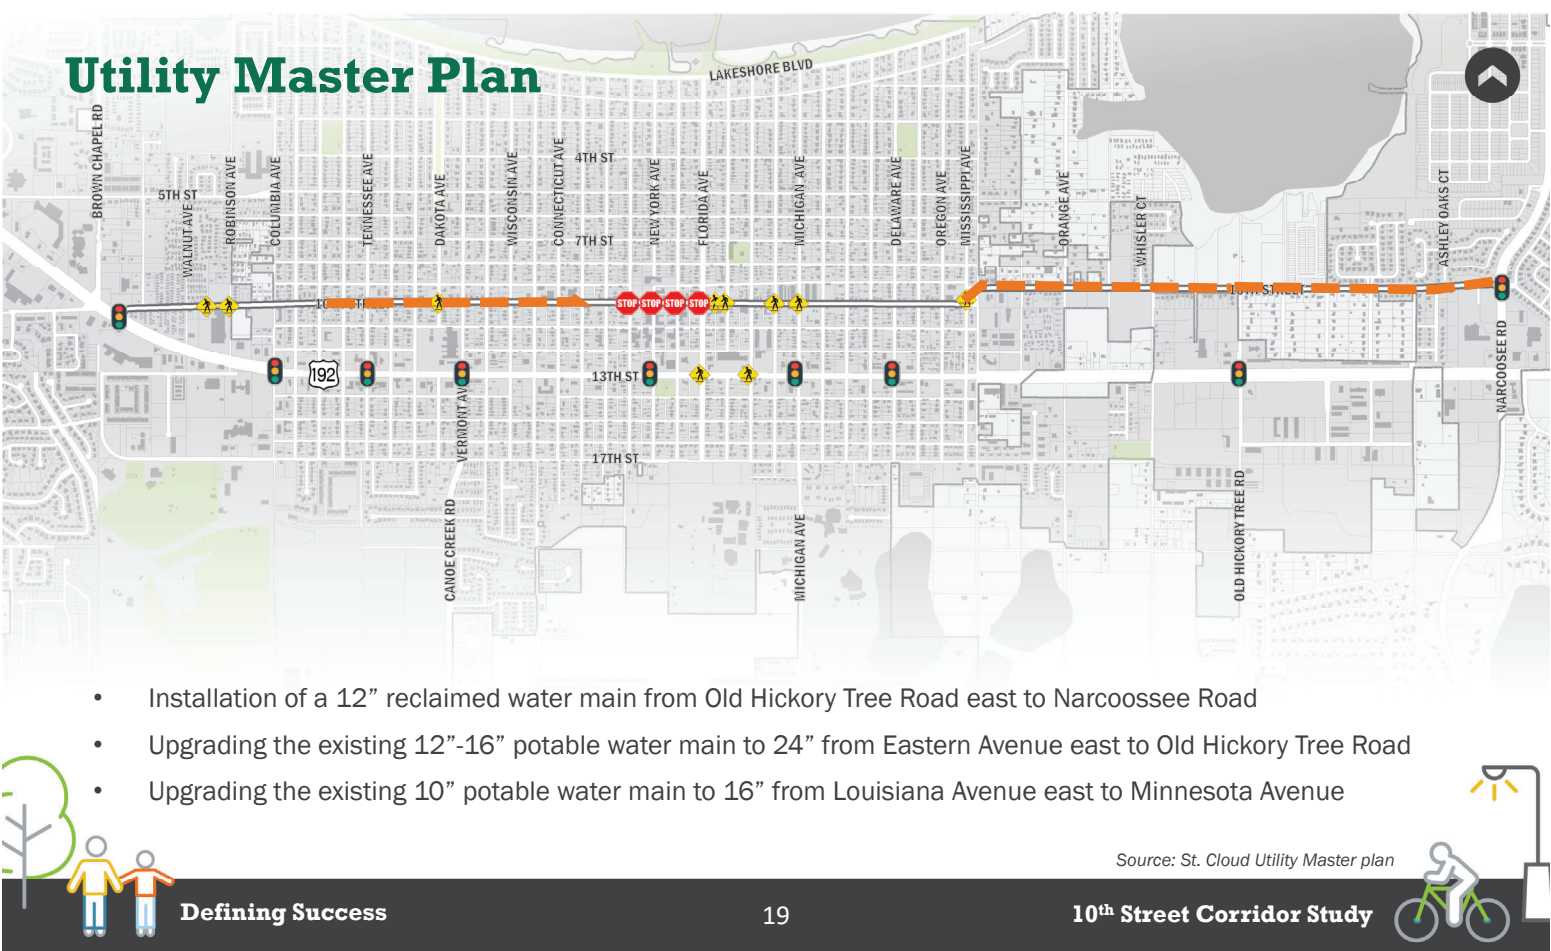 Utility Master Plan
LAKESHORE BLVD
BROWN CHAPEL RD
4TH ST
5TH ST
WALNUT AVE
ROBINSON AVE
COLUMBIA AVE
TENNESSEE AVE
DAKOTA AVE
WISCONSIN AVE
CONNECTICUT AVE
7TH ST
NEW YORK AVE
FLORIDA AVE
MICHIGAN AVE
DELAWARE AVE
OREGON AVE
MISSISSIPPI AVE
ORANGE AVE
WHISLER CT
ASHLEY OAKS CT
STOP STOP STOP STOP
10TH STREET
192
13TH ST
VERMONT AV
NARCOOSEE RD
17TH ST
CANOE CREEK RD
MICHIGAN AVE
OLD HICKORY TREE RD
• Installation of a 12” reclaimed water main from Old Hickory Tree Road east to Narcoossee Road
• Upgrading the existing 12”-16” potable water main to 24” from Eastern Avenue east to Old Hickory Tree Road
• Upgrading the existing 10” potable water main to 16” from Louisiana Avenue east to Minnesota Avenue
Source: St. Cloud Utility Master plan
Defining Success
19
10th Street Corridor Study